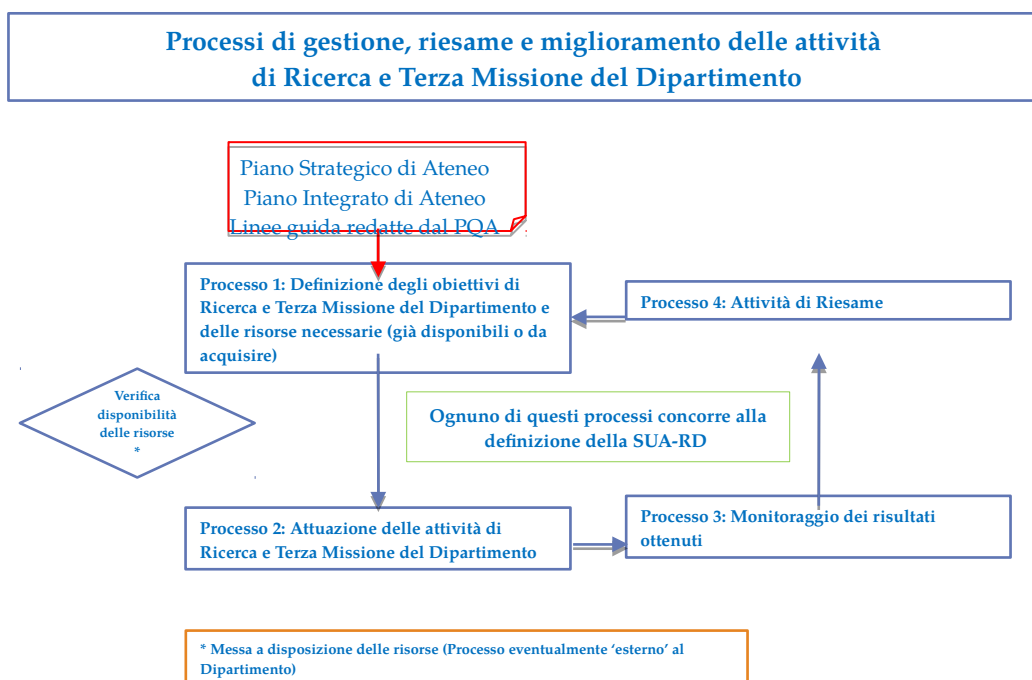 Processi di gestione, riesame e miglioramento delle attività
di Ricerca e Terza Missione del Dipartimento
Piano Strategico di Ateneo
Piano Integrato di Ateneo
Linee guida redatte dal PQA
Processo 1: Definizione degli obiettivi di
Ricerca e Terza Missione del Dipartimento e
delle risorse necessarie (già disponibili o da
acquisire)
Processo 4: Attività di Riesame
Verifica
disponibilità
delle risorse
*
Ognuno di questi processi concorre alla
definizione della SUA-RD
Processo 2: Attuazione delle attività di
Ricerca e Terza Missione del Dipartimento
Processo 3: Monitoraggio dei risultati
ottenuti
* Messa a disposizione delle risorse (Processo eventualmente ‘esterno’ al
Dipartimento)